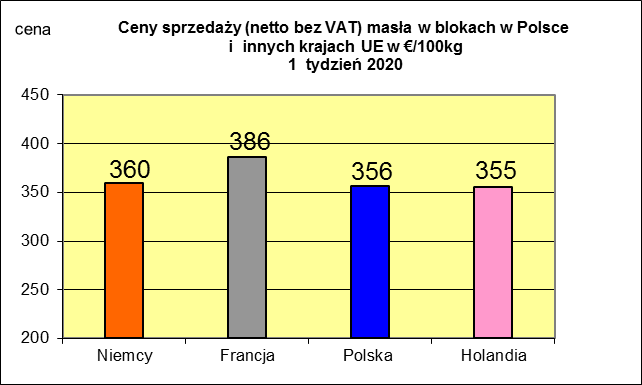 cena
Ceny sprzedaży (netto bez VAT) masła w blokach w Polsce
i innych krajach UE w €/100kg
1 tydzień 2020
450
400
350
300
250
200
360
386
356
355
Niemcy
Francja
Polska
Holandia